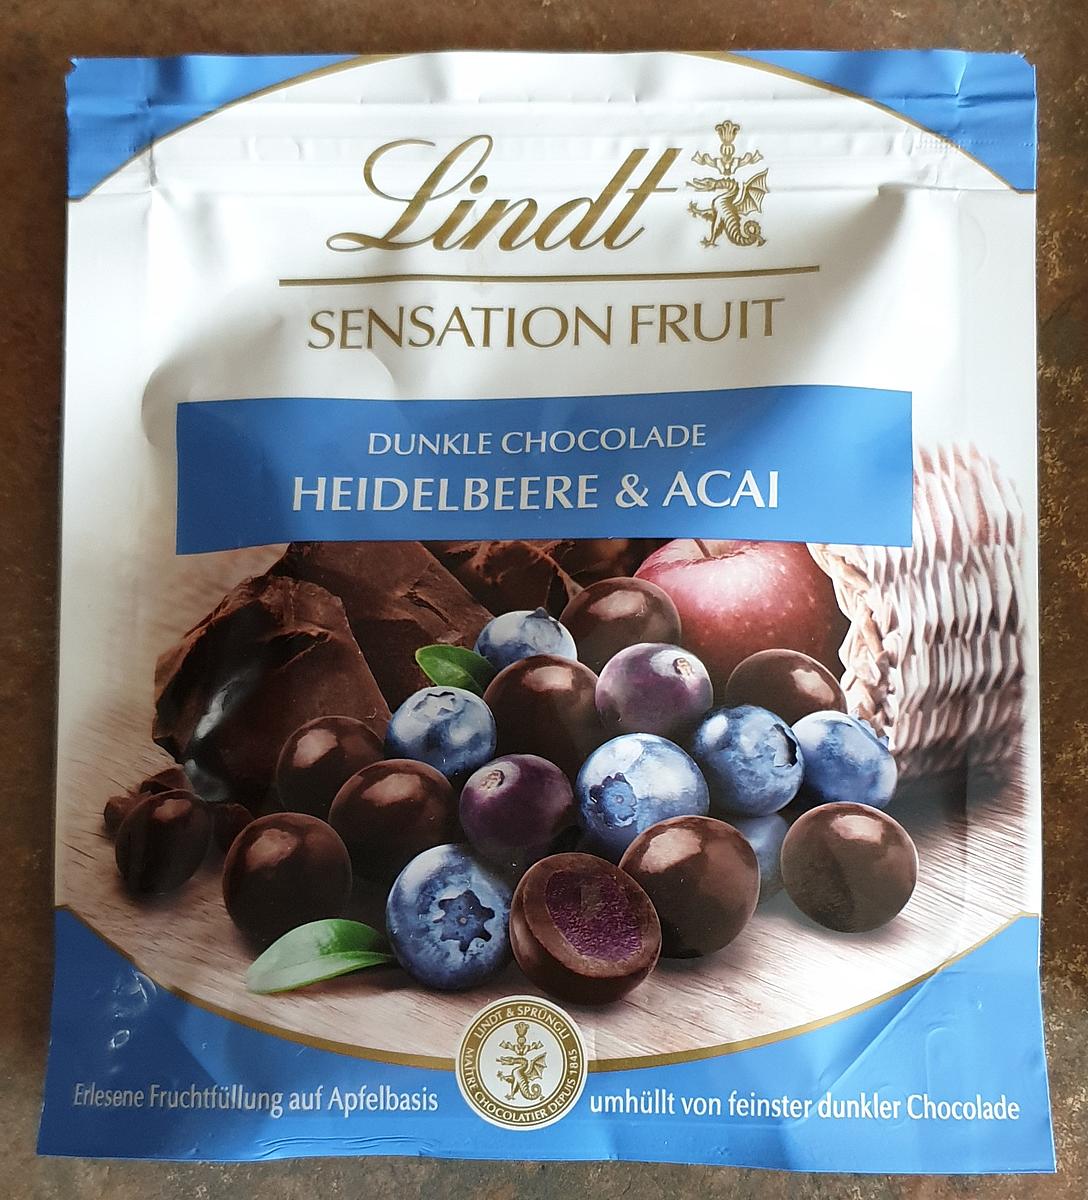 Lindt
SENSATION FRUIT
DUNKLE CHOCOLADE
HEIDELBEERE & ACAI
LINDT & SPRÜNGLI
MAÎTRE CHOCOLATIER DEPUIS 1845
Erlesene Fruchtfüllung auf Apfelbasis umhüllt von feinster dunkler Chocolade